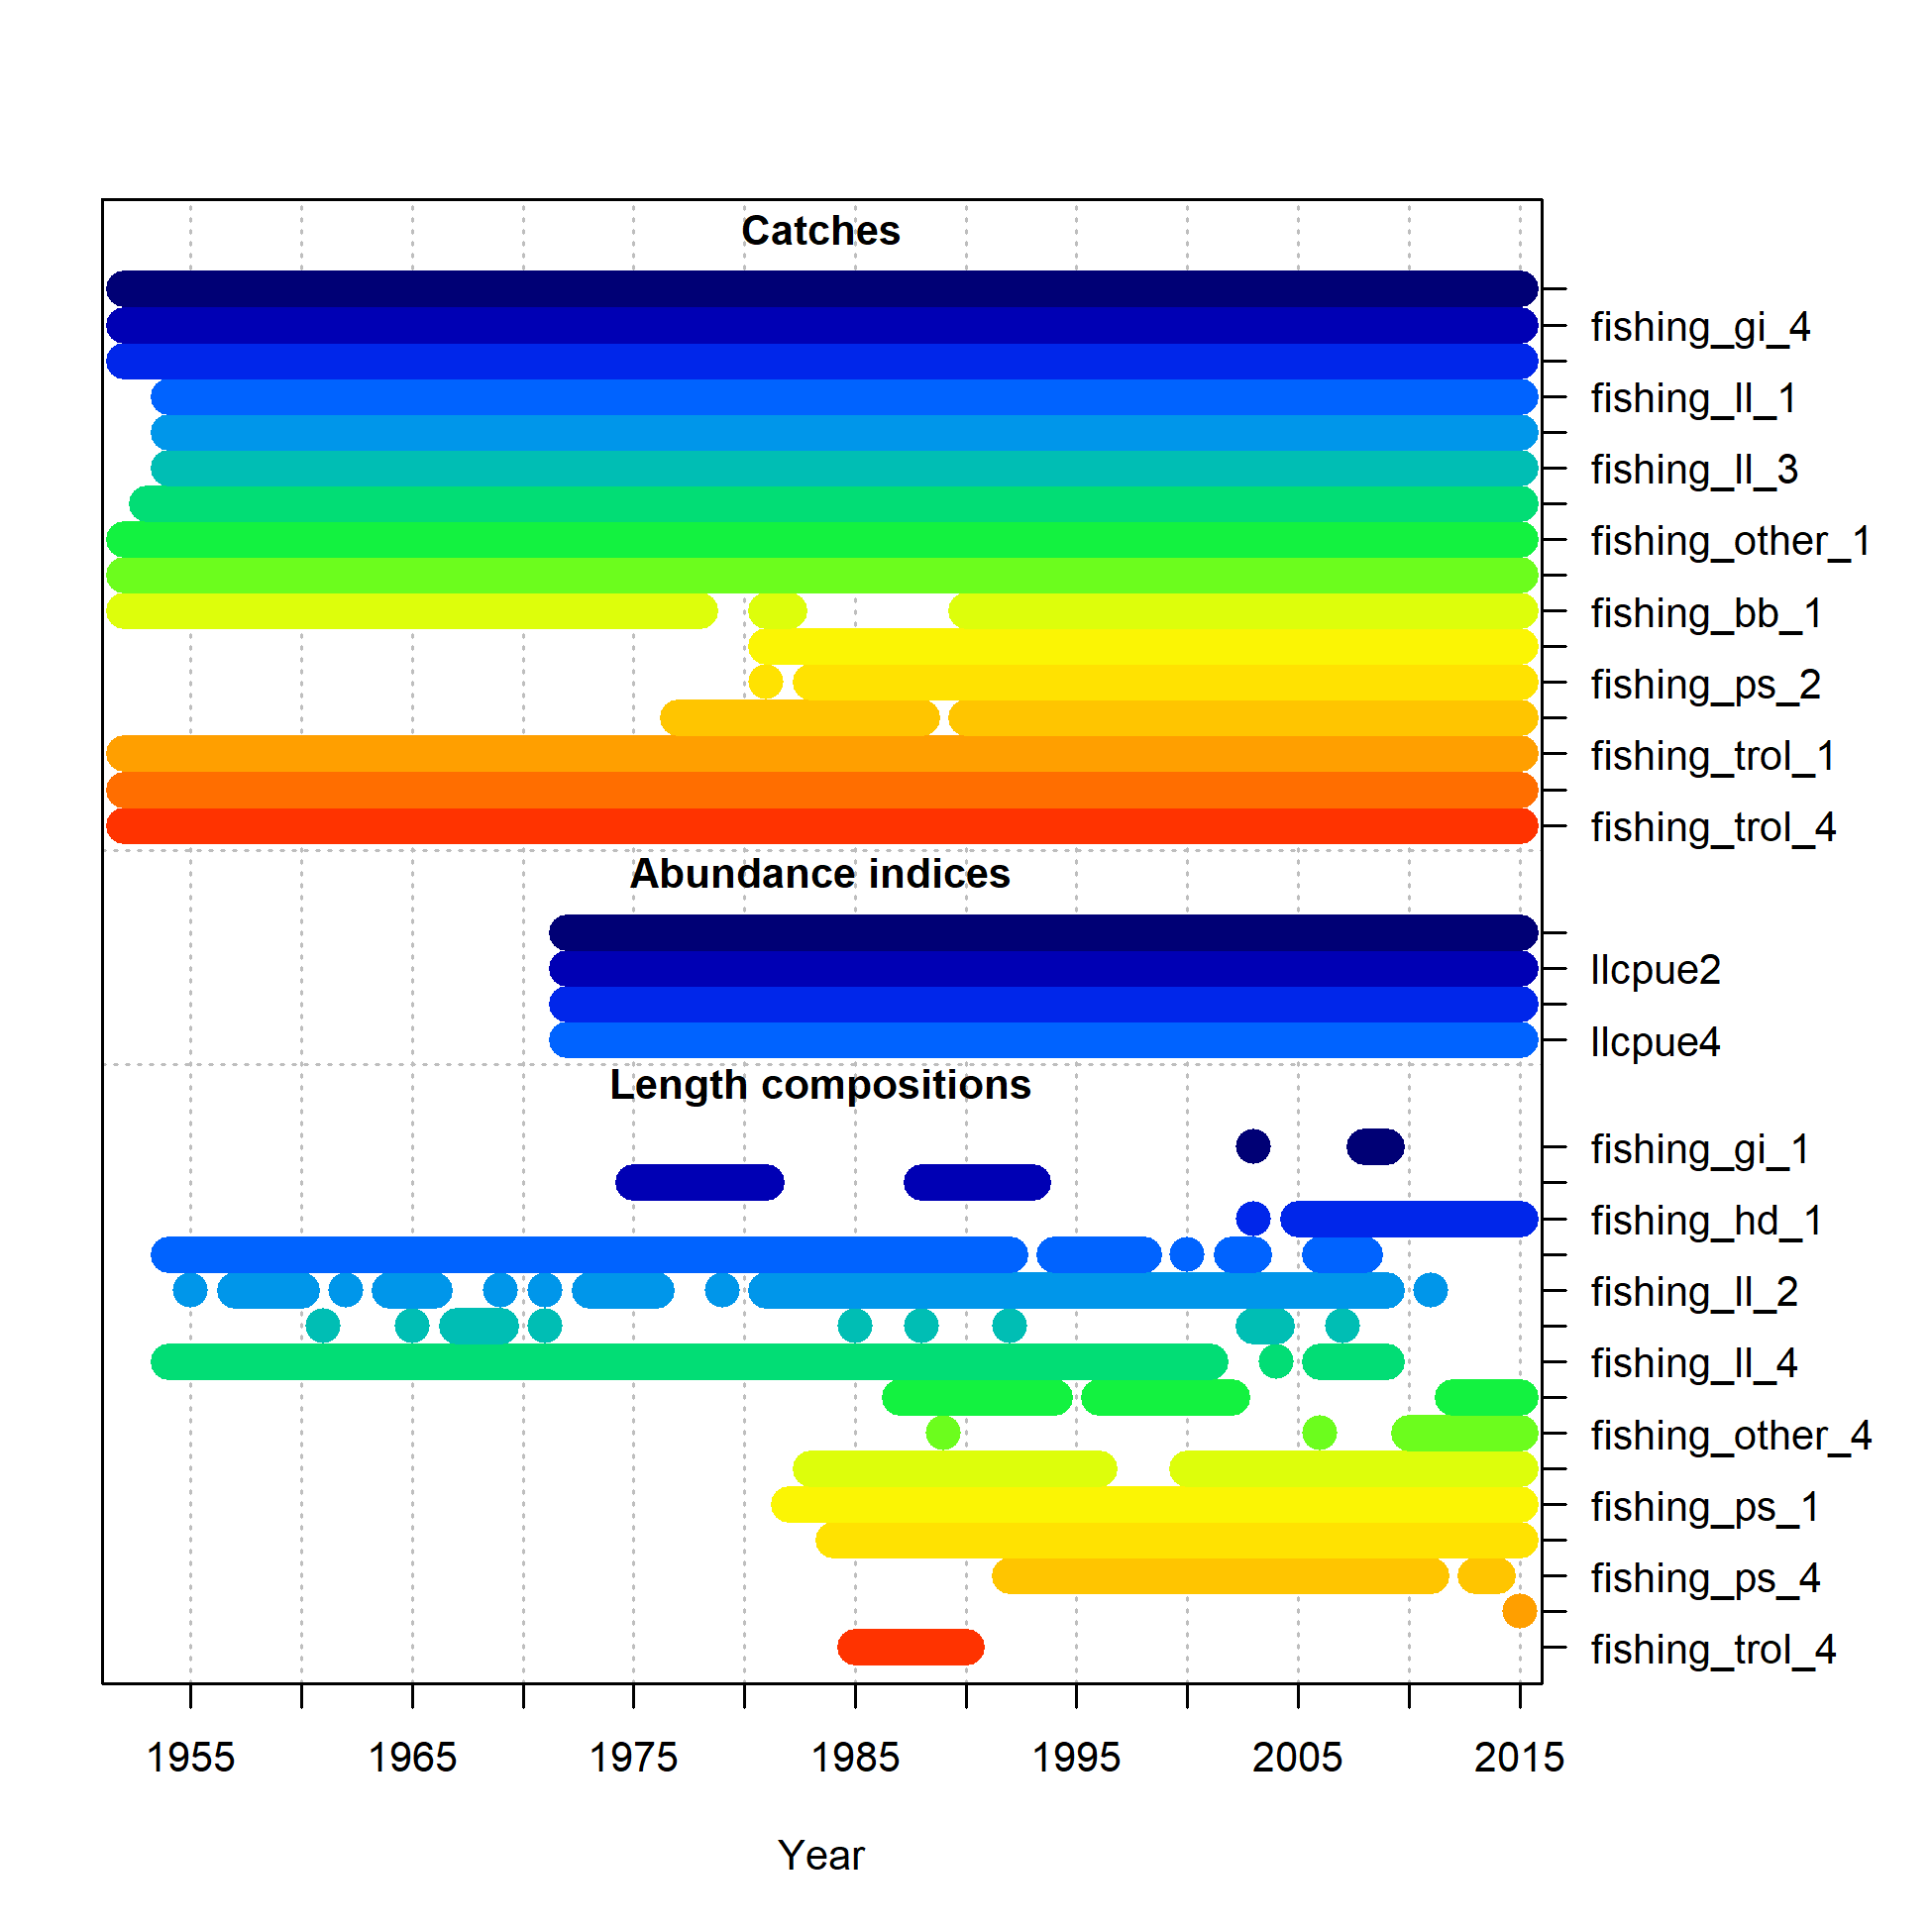 Catches
fishing_gi_4
fishing_ll_1
fishing_ll_3
fishing_other_1
fishing_bb_1
fishing_ps_2
fishing_trol_1
fishing_trol_4
Abundance indices
llcpue2
llcpue4
Length compositions
fishing_gi_1
fishing_hd_1
fishing_ll_2
fishing_ll_4
fishing_other_4
fishing_ps_1
fishing_ps_4
fishing_trol_4
1955 1965 1975 1985 1995 2005 2015
Year